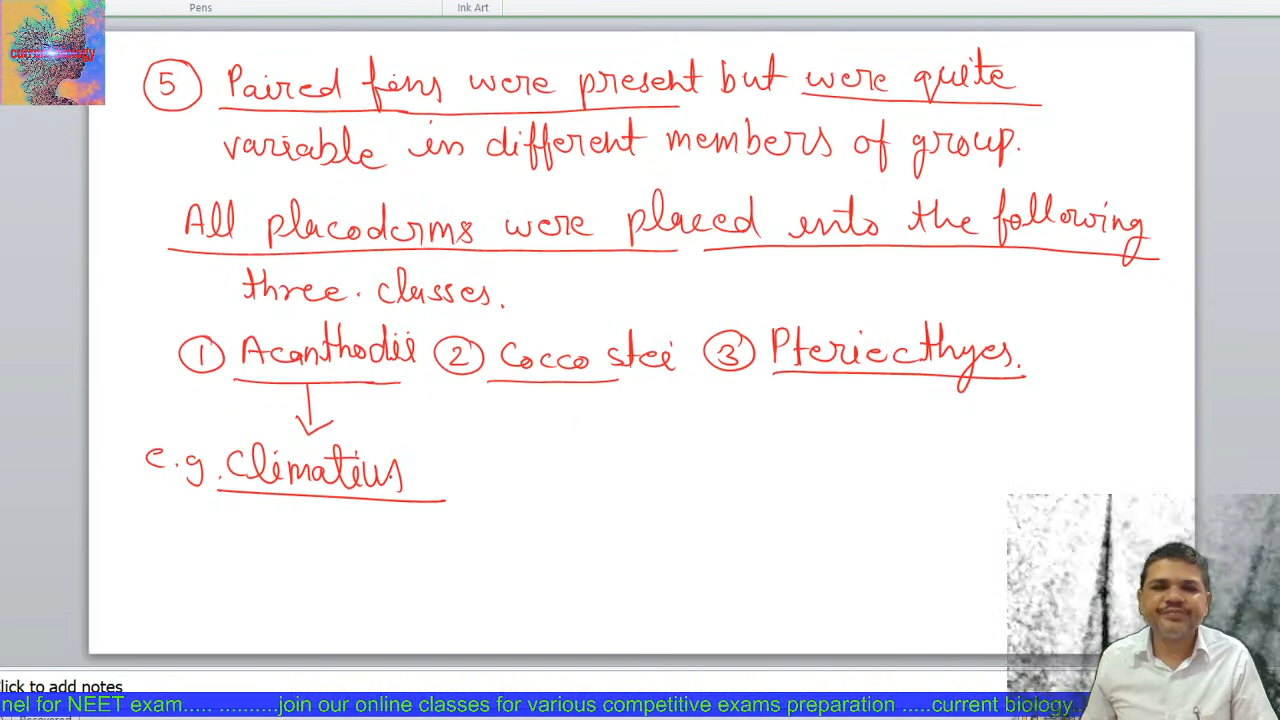 Pens
Ink Art
current biology
5 Paired fins were present but were quite
variable in different members of group.
All placoderms were placed into the following
three classes.
1 Acanthodii 2 Cocco stei 3 Pteriecthyes.
e.g. Climatius
lick to add notes
nel for NEET exam..... ..........join our online classes for various competitive exams preparation .....current biology..